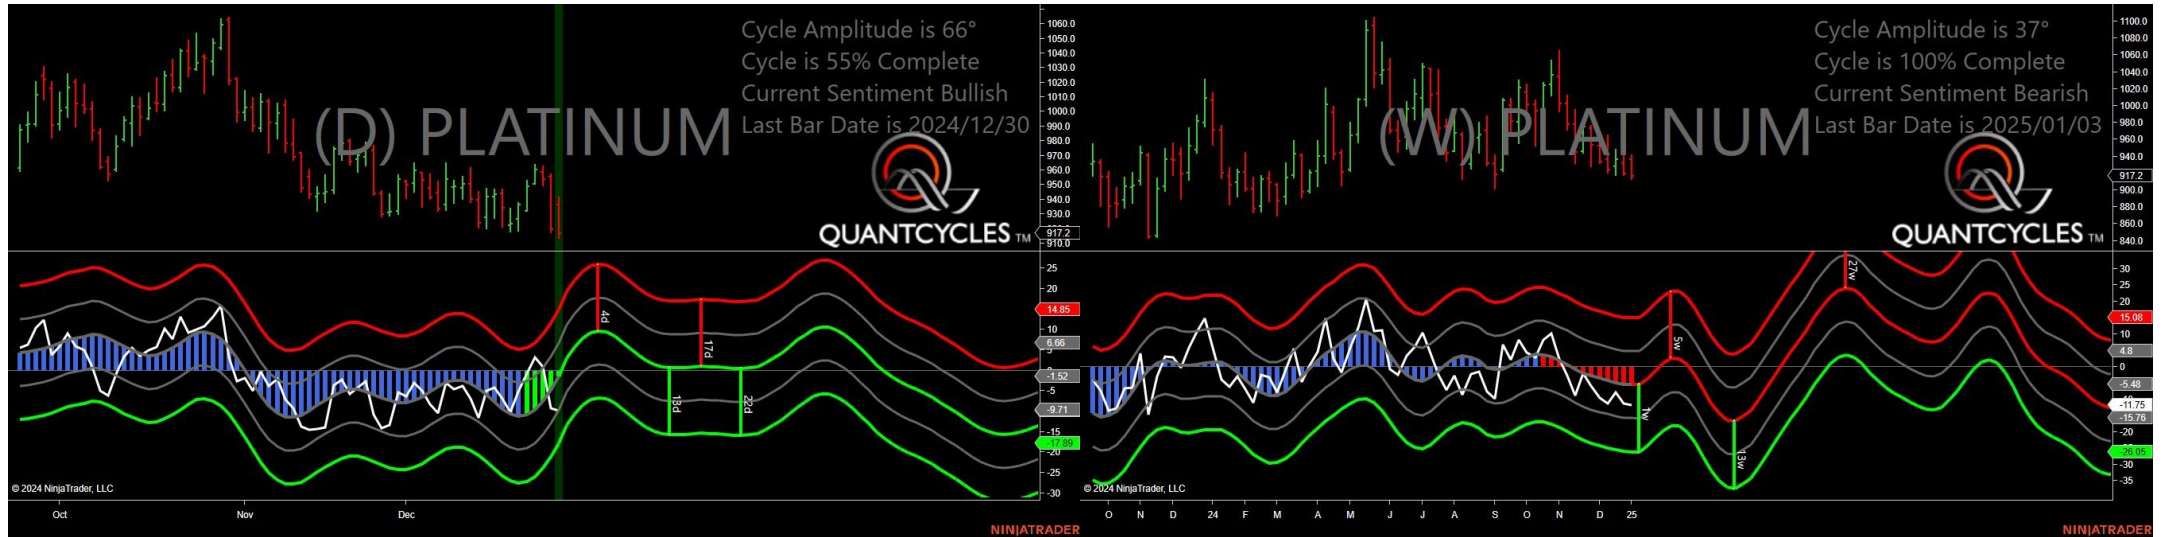 Cycle Amplitude is 66°
Cycle is 55% Complete
Current Sentiment Bullish
Last Bar Date is 2024/12/30
(D) PLATINUM
QUANTCYCLES TM
1060.0
1050.0
1040.0
1030.0
1020.0
1010.0
1000.0
990.0
980.0
970.0
960.0
950.0
940.0
930.0
917.2
910.0
25
20
14.85
10
6.66
-1.52
-5
-9.71
-15
-17.89
-20
-25
-30
4d
17d
13d
22d
© 2024 NinjaTrader, LLC
Oct Nov Dec
NINJATRADER
Cycle Amplitude is 37°
Cycle is 100% Complete
Current Sentiment Bearish
Last Bar Date is 2025/01/03
(W) PLATINUM
QUANTCYCLES TM
1100.0
1080.0
1060.0
1040.0
1020.0
1000.0
980.0
960.0
940.0
917.2
900.0
880.0
860.0
840.0
30
25
20
15.08
10
4.8
0
-5.48
-11.75
-15.76
-20
-26.05
-30
-35
5w
1w
13w
27w
© 2024 NinjaTrader, LLC
O N D 24 F M A M J J A S O N D 25
NINJATRADER